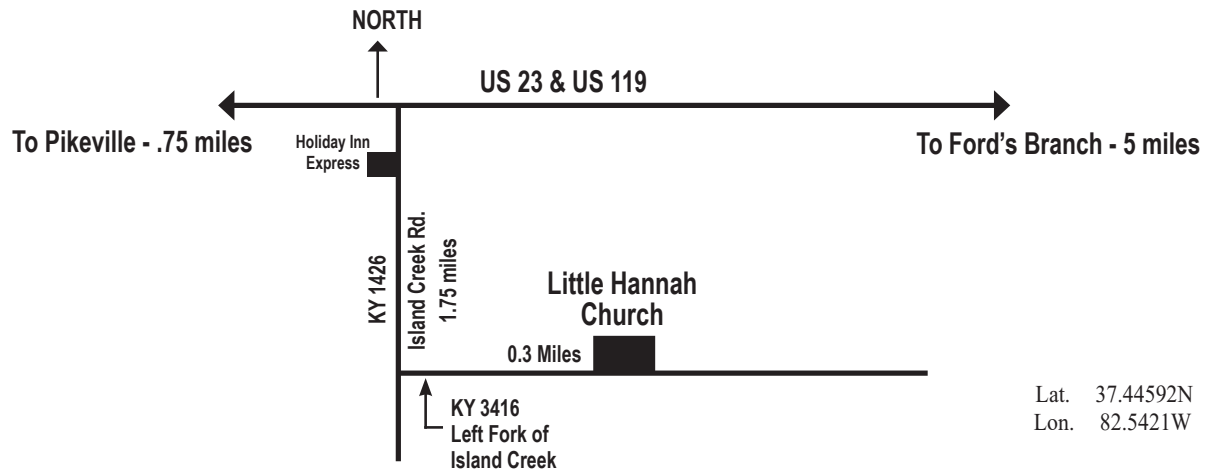 NORTH
US 23 & US 119
To Pikeville - .75 miles
Holiday Inn
Express
To Ford's Branch - 5 miles
KY 1426
Island Creek Rd.
1.75 miles
Little Hannah
Church
0.3 Miles
KY 3416
Left Fork of
Island Creek
Lat. 37.44592N
Lon. 82.5421W